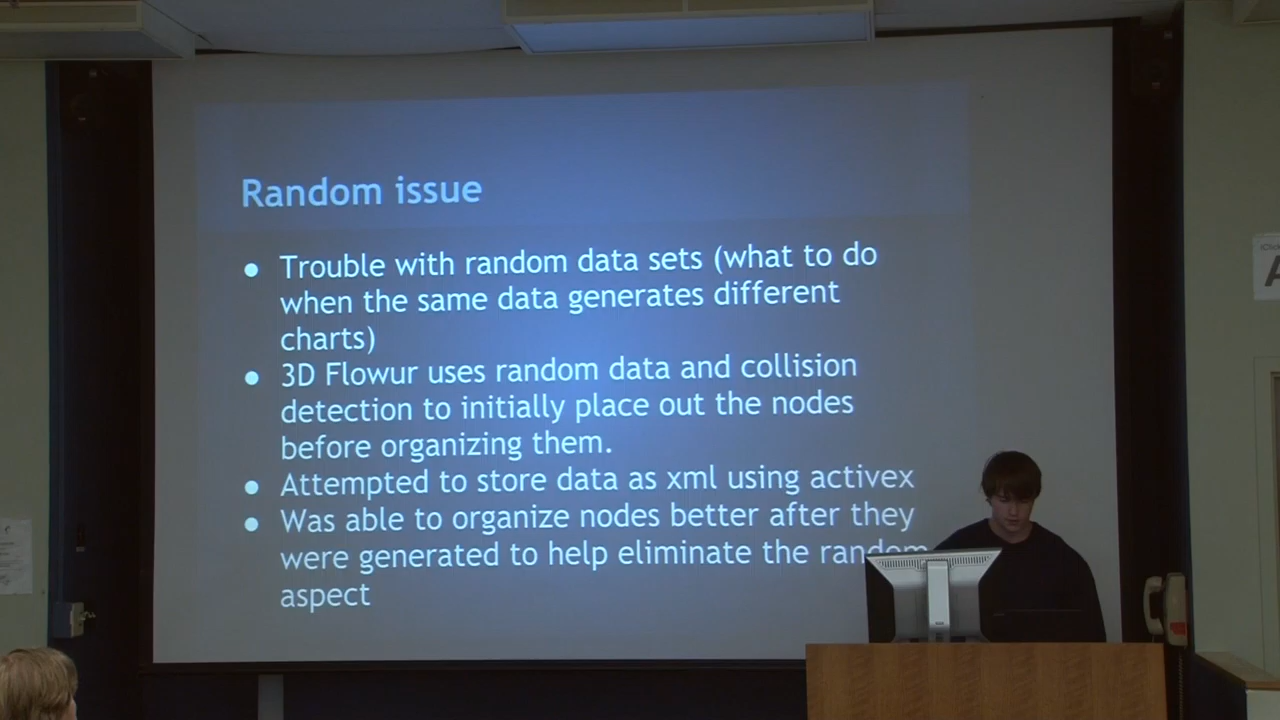 Random issue
● Trouble with random data sets (what to do
when the same data generates different
charts)
● 3D Flowur uses random data and collision
detection to initially place out the nodes
before organizing them.
● Attempted to store data as xml using activex
● Was able to organize nodes better after they
were generated to help eliminate the random
aspect